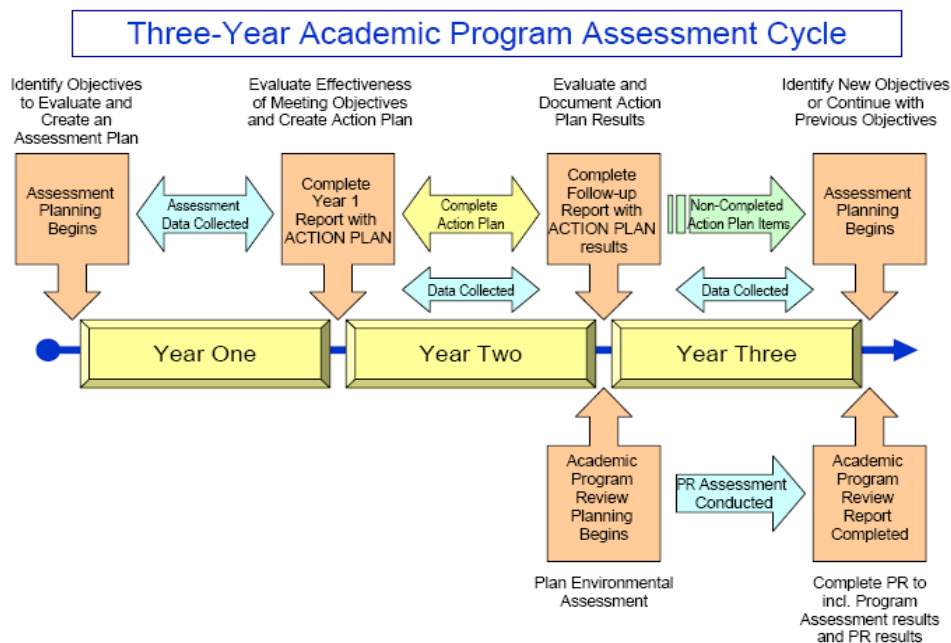 Three-Year Academic Program Assessment Cycle
Identify Objectives
to Evaluate and
Create an
Assessment Plan
Evaluate Effectiveness
of Meeting Objectives
and Create Action Plan
Evaluate and
Document Action
Plan Results
Identify New Objectives
or Continue with
Previous Objectives
Assessment
Planning
Begins
Assessment
Data Collected
Complete
Year 1
Report with
ACTION PLAN
Complete
Action Plan
Complete
Follow-up
Report with
ACTION PLAN
results
Non-Completed
Action Plan Items
Assessment
Planning
Begins
Data Collected
Data Collected
Year One
Year Two
Year Three
Academic
Program
Review
Planning
Begins
PR Assessment
Conducted
Academic
Program
Review
Report
Completed
Plan Environmental
Assessment
Complete PR to
incl. Program
Assessment results
and PR results